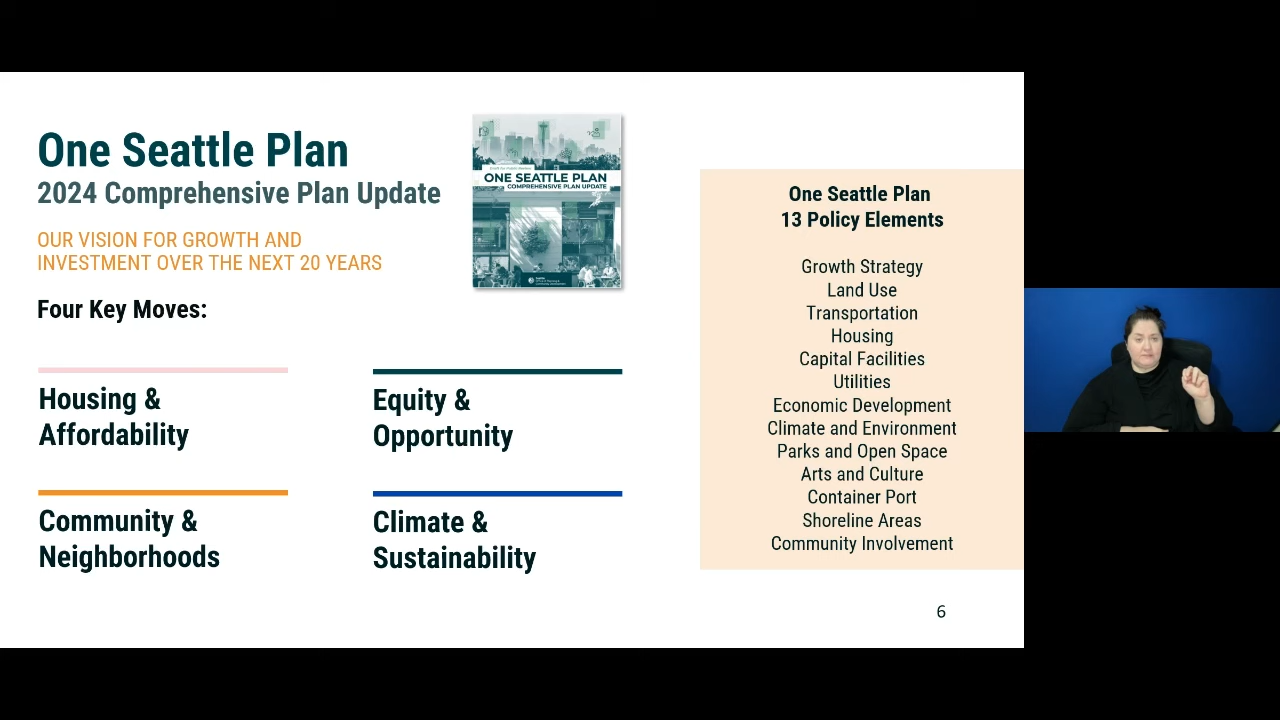 One Seattle Plan
2024 Comprehensive Plan Update
OUR VISION FOR GROWTH AND
INVESTMENT OVER THE NEXT 20 YEARS
Four Key Moves:
Housing &
Affordability
Equity &
Opportunity
Community &
Neighborhoods
Climate &
Sustainability
ONE SEATTLE PLAN
COMPREHENSIVE PLAN UPDATE
One Seattle Plan
13 Policy Elements
Growth Strategy
Land Use
Transportation
Housing
Capital Facilities
Utilities
Economic Development
Climate and Environment
Parks and Open Space
Arts and Culture
Container Port
Shoreline Areas
Community Involvement
6